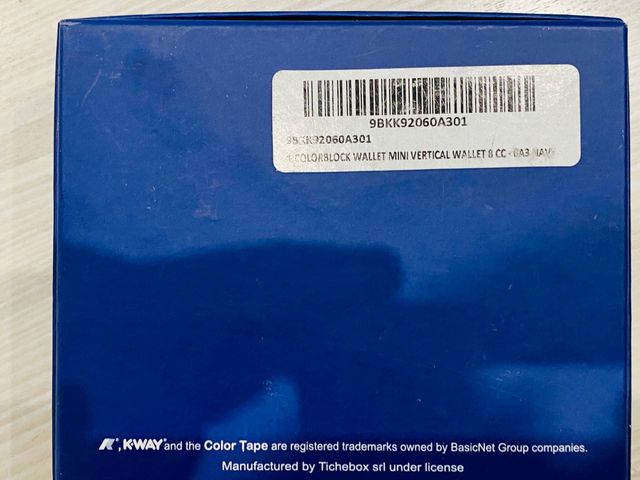 9BKK92060A301
9BKK92060A301
COLORBLOCK WALLET MINI VERTICAL WALLET 8 CC - 8A3 NAVY
R®, K-WAY® and the Color Tape are registered trademarks owned by BasicNet Group companies.
Manufactured by Tichebox srl under license